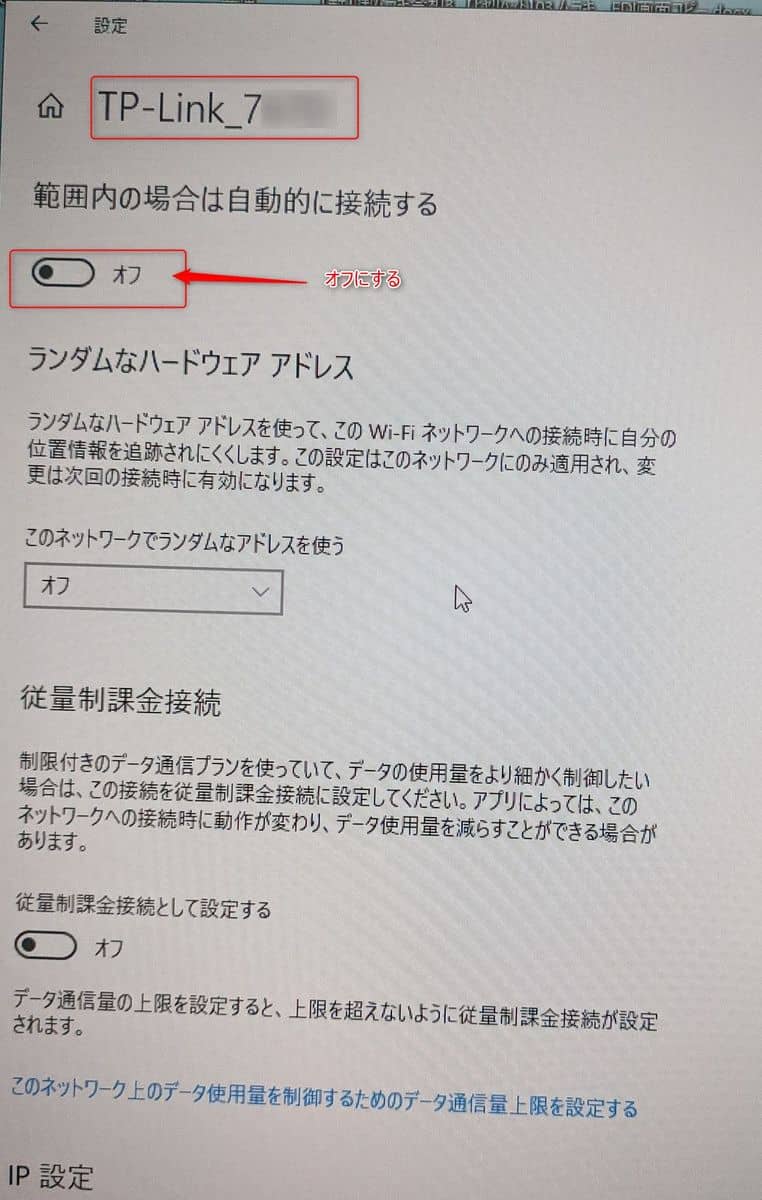 設定
TP-Link_7
範囲内の場合は自動的に接続する
オフ
オフにする
ランダムなハードウェア アドレス
ランダムなハードウェア アドレスを使って、この Wi-Fi ネットワークへの接続時に自分の
位置情報を追跡されにくくします。この設定はこのネットワークにのみ適用され、変
更は次回の接続時に有効になります。
このネットワークでランダムなアドレスを使う
オフ
従量制課金接続
制限付きのデータ通信プランを使っていて、データの使用量をより細かく制御したい
場合は、この接続を従量制課金接続に設定してください。アプリによっては、この
ネットワークへの接続時に動作が変わり、データ使用量を減らすことができる場合が
あります。
従量制課金接続として設定する
オフ
データ通信量の上限を設定すると、上限を超えないように従量制課金接続が設定
されます。
このネットワーク上のデータ使用量を制御するためのデータ通信量上限を設定する
IP 設定